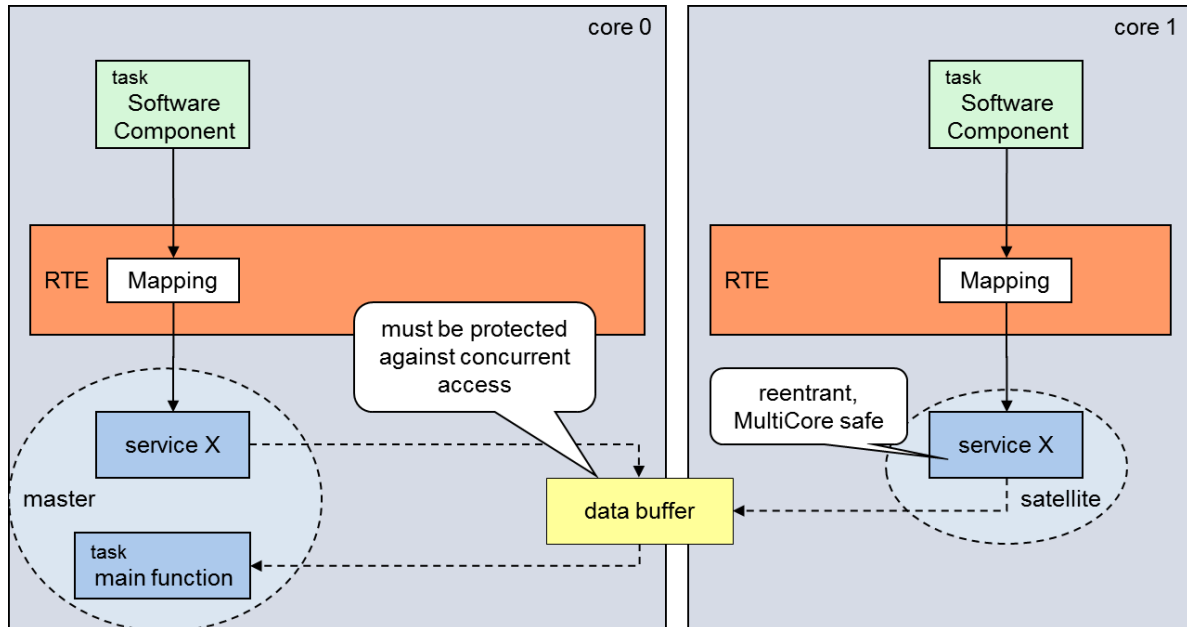 core 0
core 1
task
Software
Component
task
Software
Component
RTE
Mapping
RTE
Mapping
must be protected
against concurrent
access
reentrant,
MultiCore safe
service X
service X
master
satellite
data buffer
task
main function